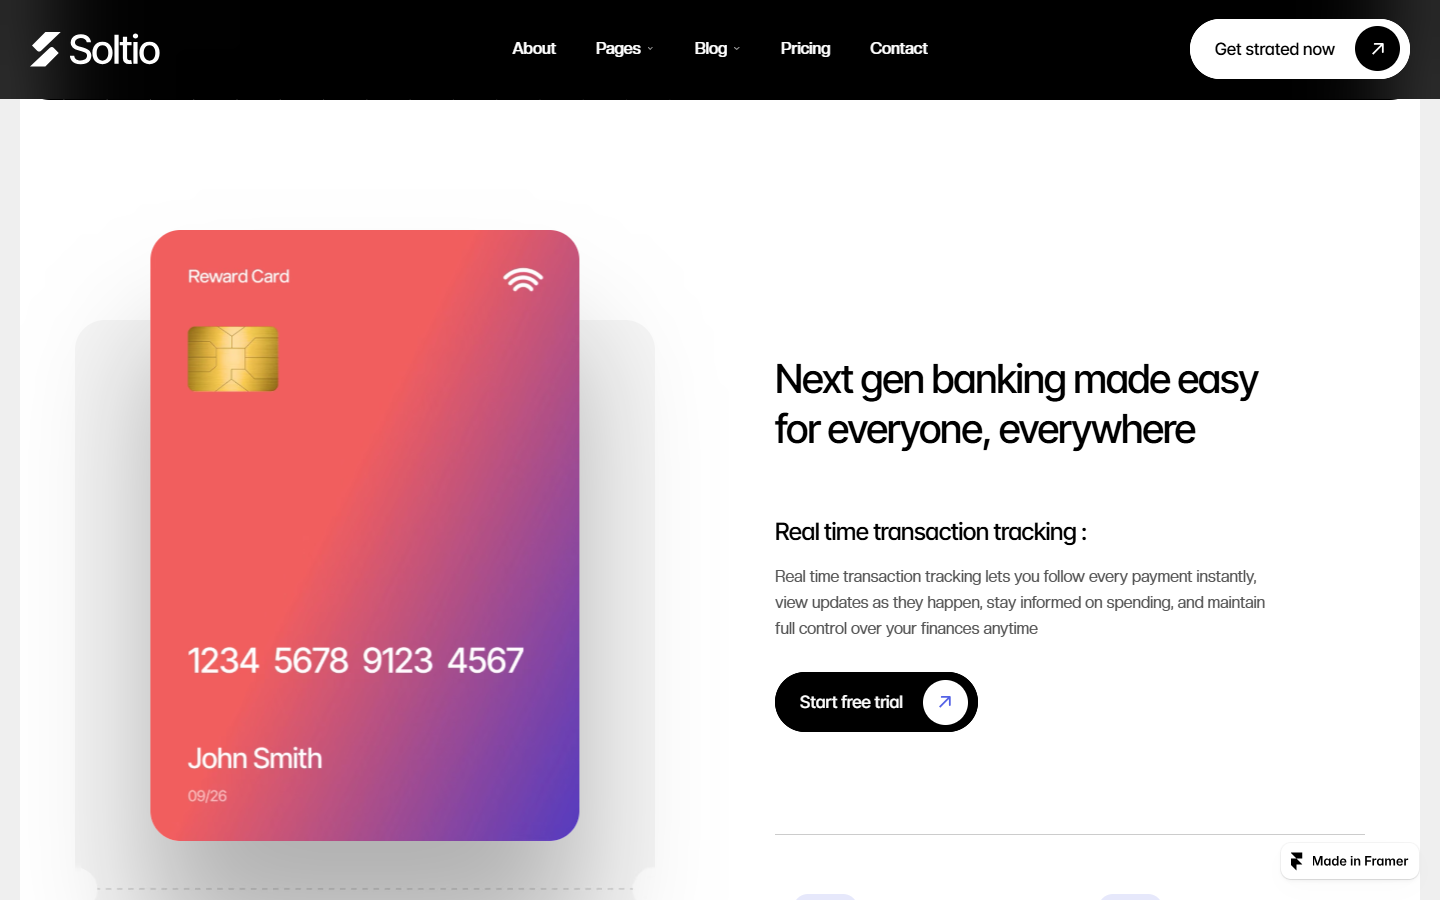 Soltio
About
Pages
Blog
Pricing
Contact
Get strated now
Reward Card
1234 5678 9123 4567
John Smith
09/26
Next gen banking made easy
for everyone, everywhere
Real time transaction tracking :
Real time transaction tracking lets you follow every payment instantly,
view updates as they happen, stay informed on spending, and maintain
full control over your finances anytime
Start free trial
Made in Framer